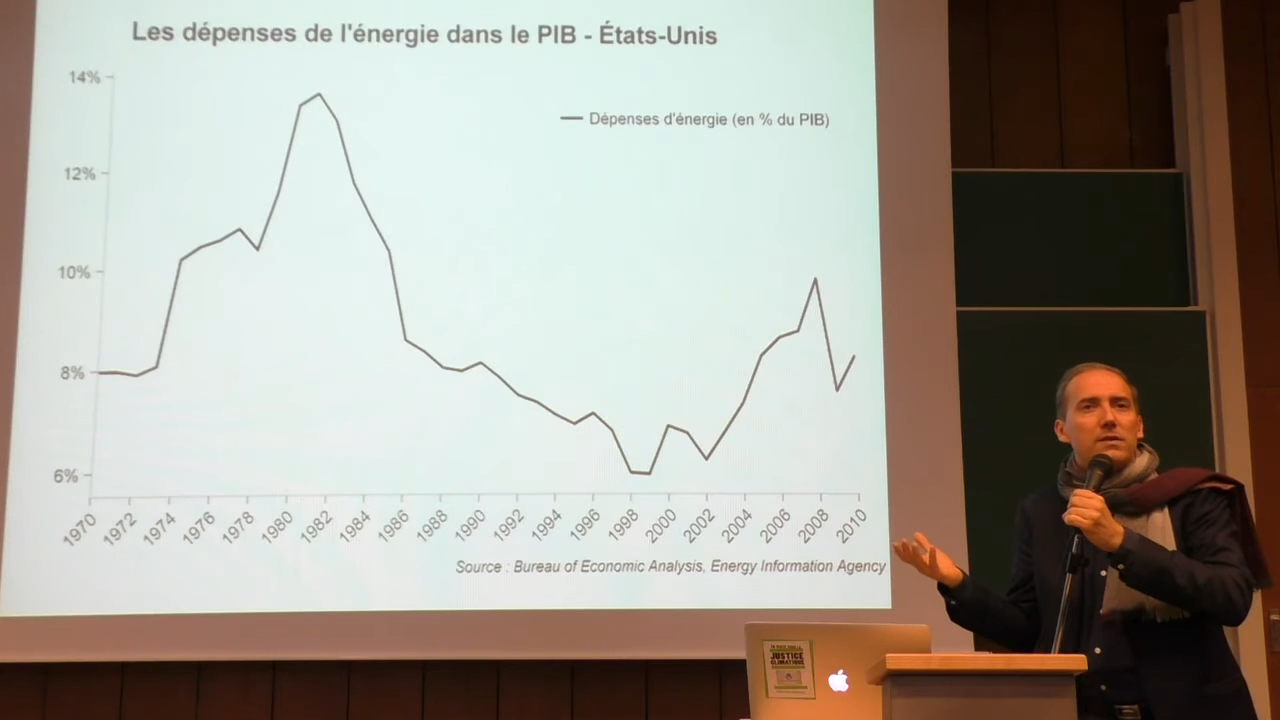 Les dépenses de l'énergie dans le PIB - États-Unis
14%
Dépenses d'énergie (en % du PIB)
12%
10%
8%
6%
1970 1972 1974 1976 1978 1980 1982 1984 1986 1988 1990 1992 1994 1996 1998 2000 2002 2004 2006 2008 2010
Source : Bureau of Economic Analysis, Energy Information Agency
JUSTICE
CLIMATIQUE